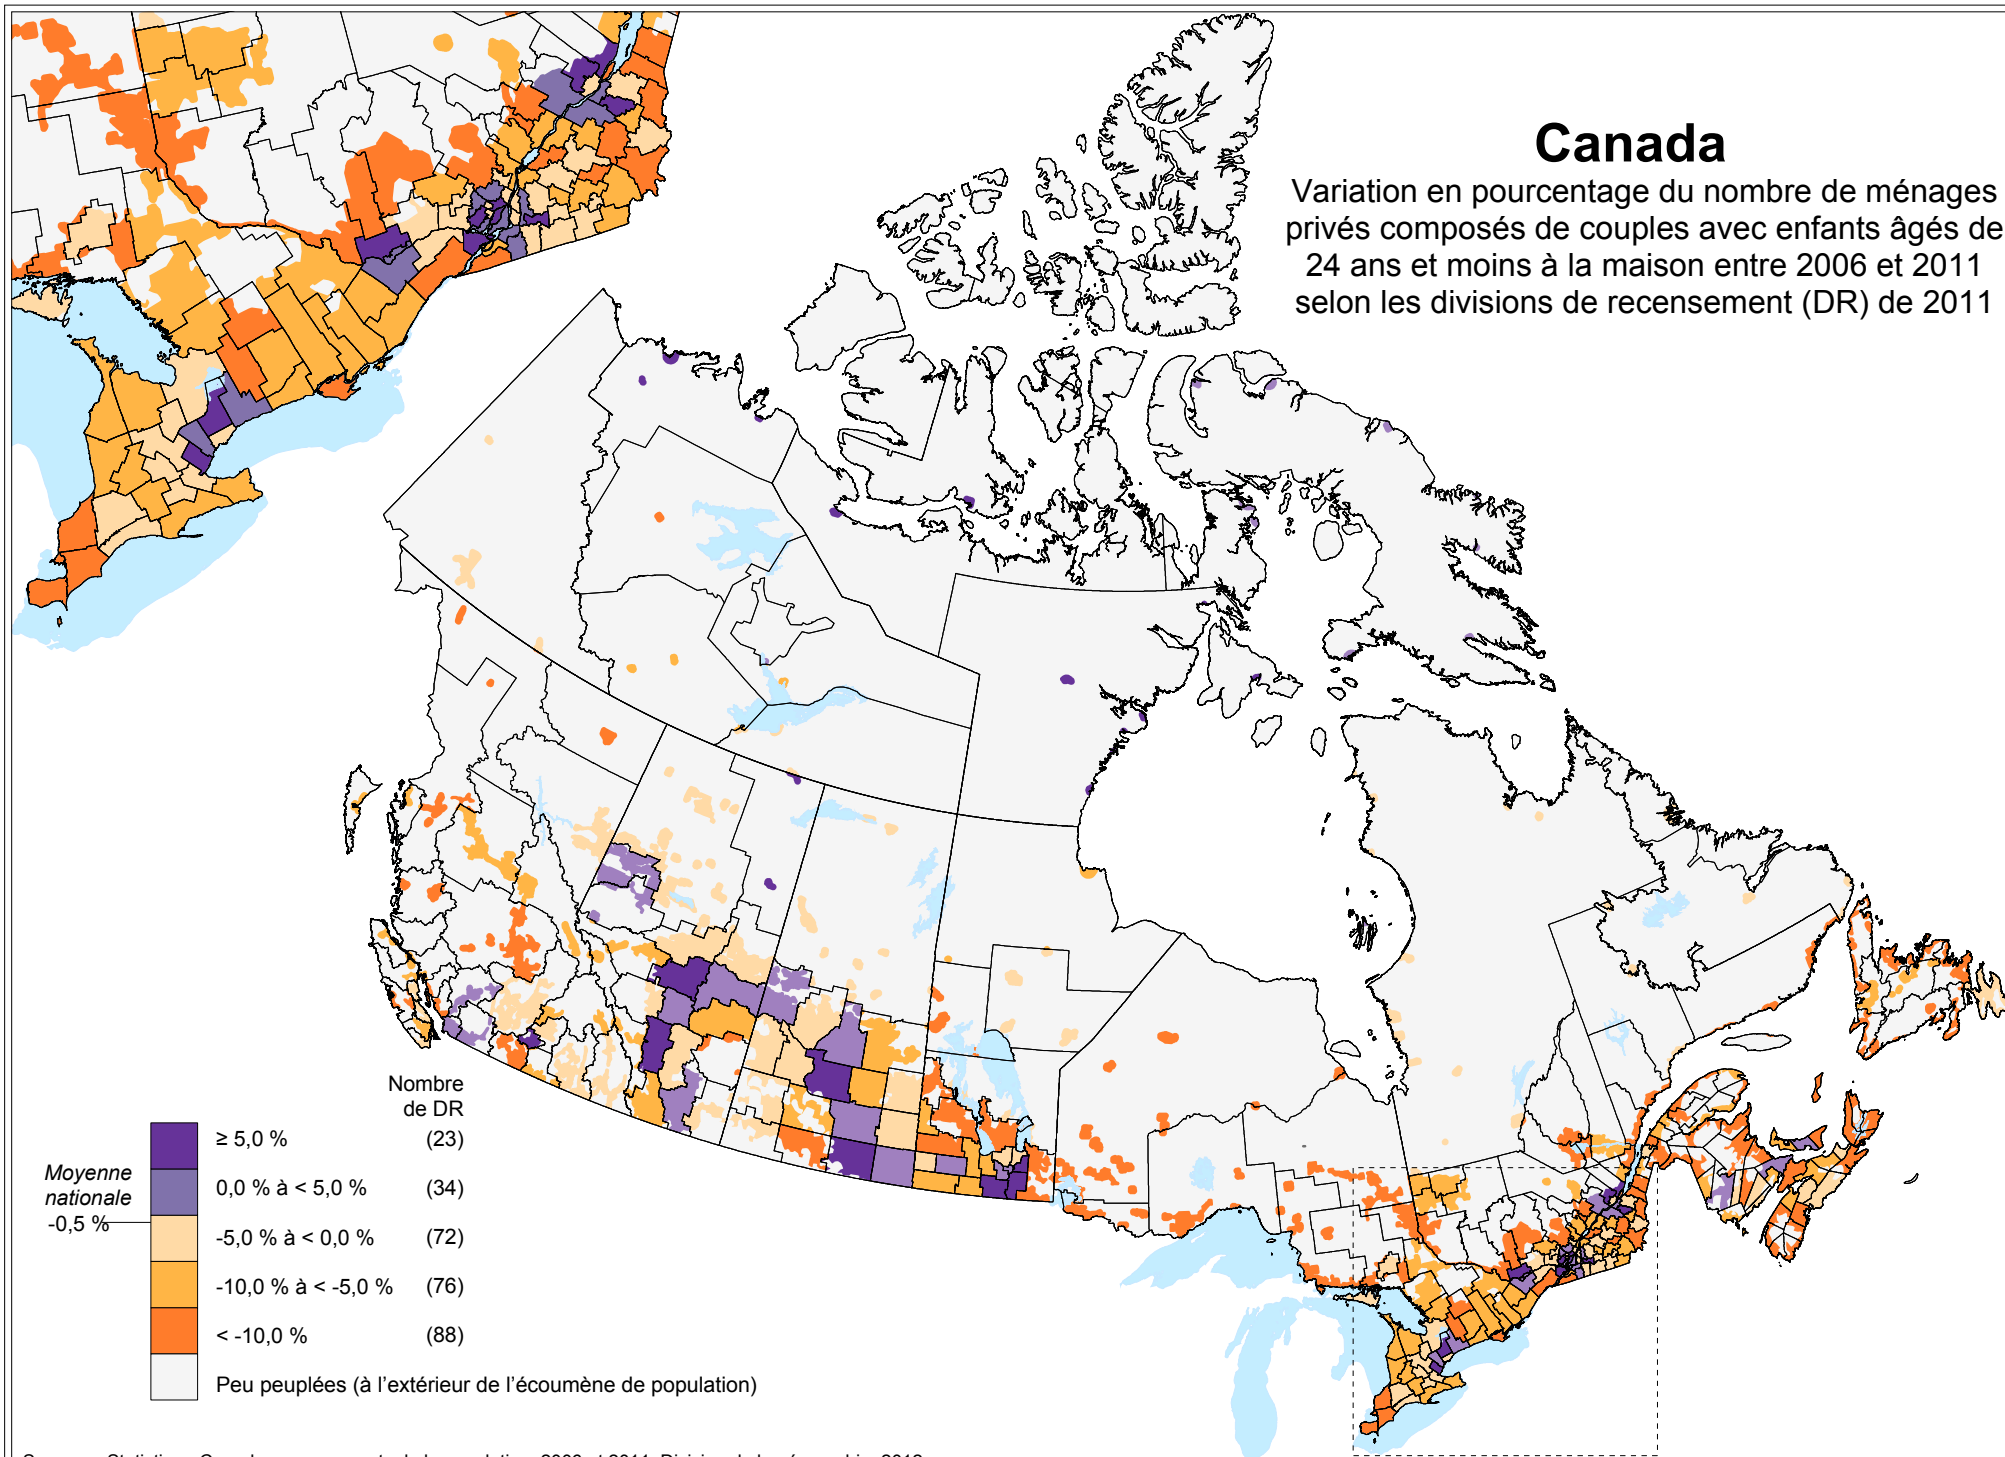 Canada
Variation en pourcentage du nombre de ménages
privés composés de couples avec enfants âgés de
24 ans et moins à la maison entre 2006 et 2011
selon les divisions de recensement (DR) de 2011
Nombre
de DR
≥ 5,0 % (23)
0,0 % à < 5,0 % (34)
Moyenne
nationale
-0,5 %
-5,0 % à < 0,0 % (72)
-10,0 % à < -5,0 % (76)
< -10,0 % (88)
Peu peuplées (à l’extérieur de l’écoumène de population)